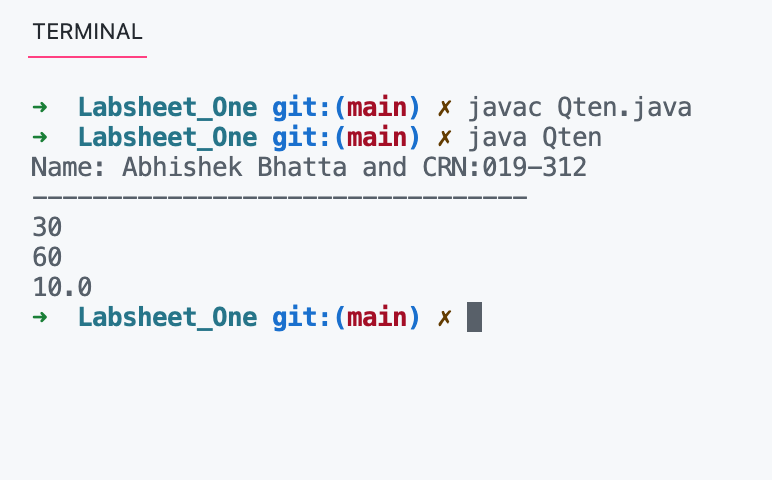 TERMINAL
➜  Labsheet_One git:(main) ✗ javac Qten.java
➜  Labsheet_One git:(main) ✗ java Qten
Name: Abhishek Bhatta and CRN:019-312
---------------------------------
30
60
10.0
➜  Labsheet_One git:(main) ✗